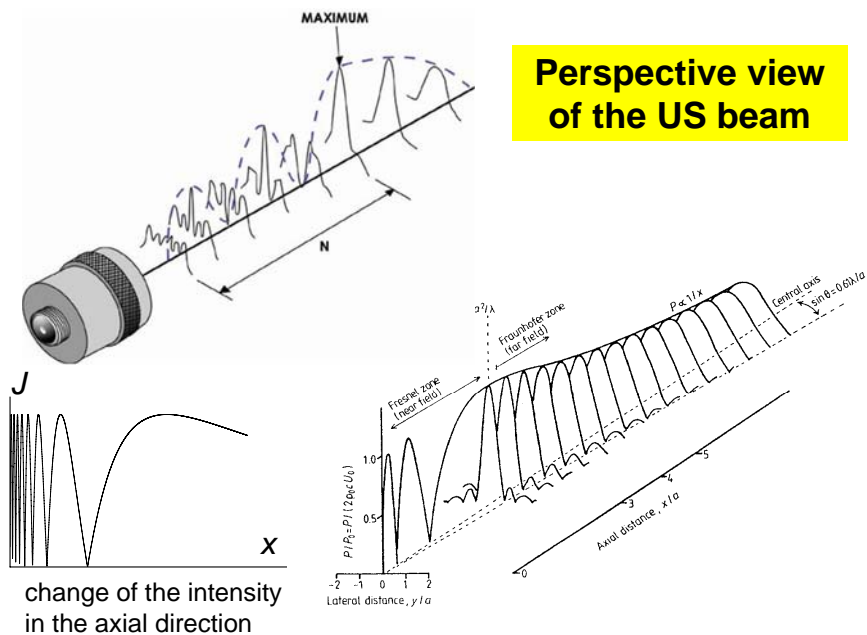 MAXIMUM
Perspective view
of the US beam
N
a²/λ
Fraunhofer zone
(far field)
P ∝ 1/x
Central axis
sin θ = 0.61λ/a
Fresnel zone
(near field)
J
x
change of the intensity
in the axial direction
P/P₀=P/(2ρ₀cU₀)
1.0
0.5
-2 -1 0 1 2
Lateral distance, y/a
0
3
4
5
Axial distance, x/a